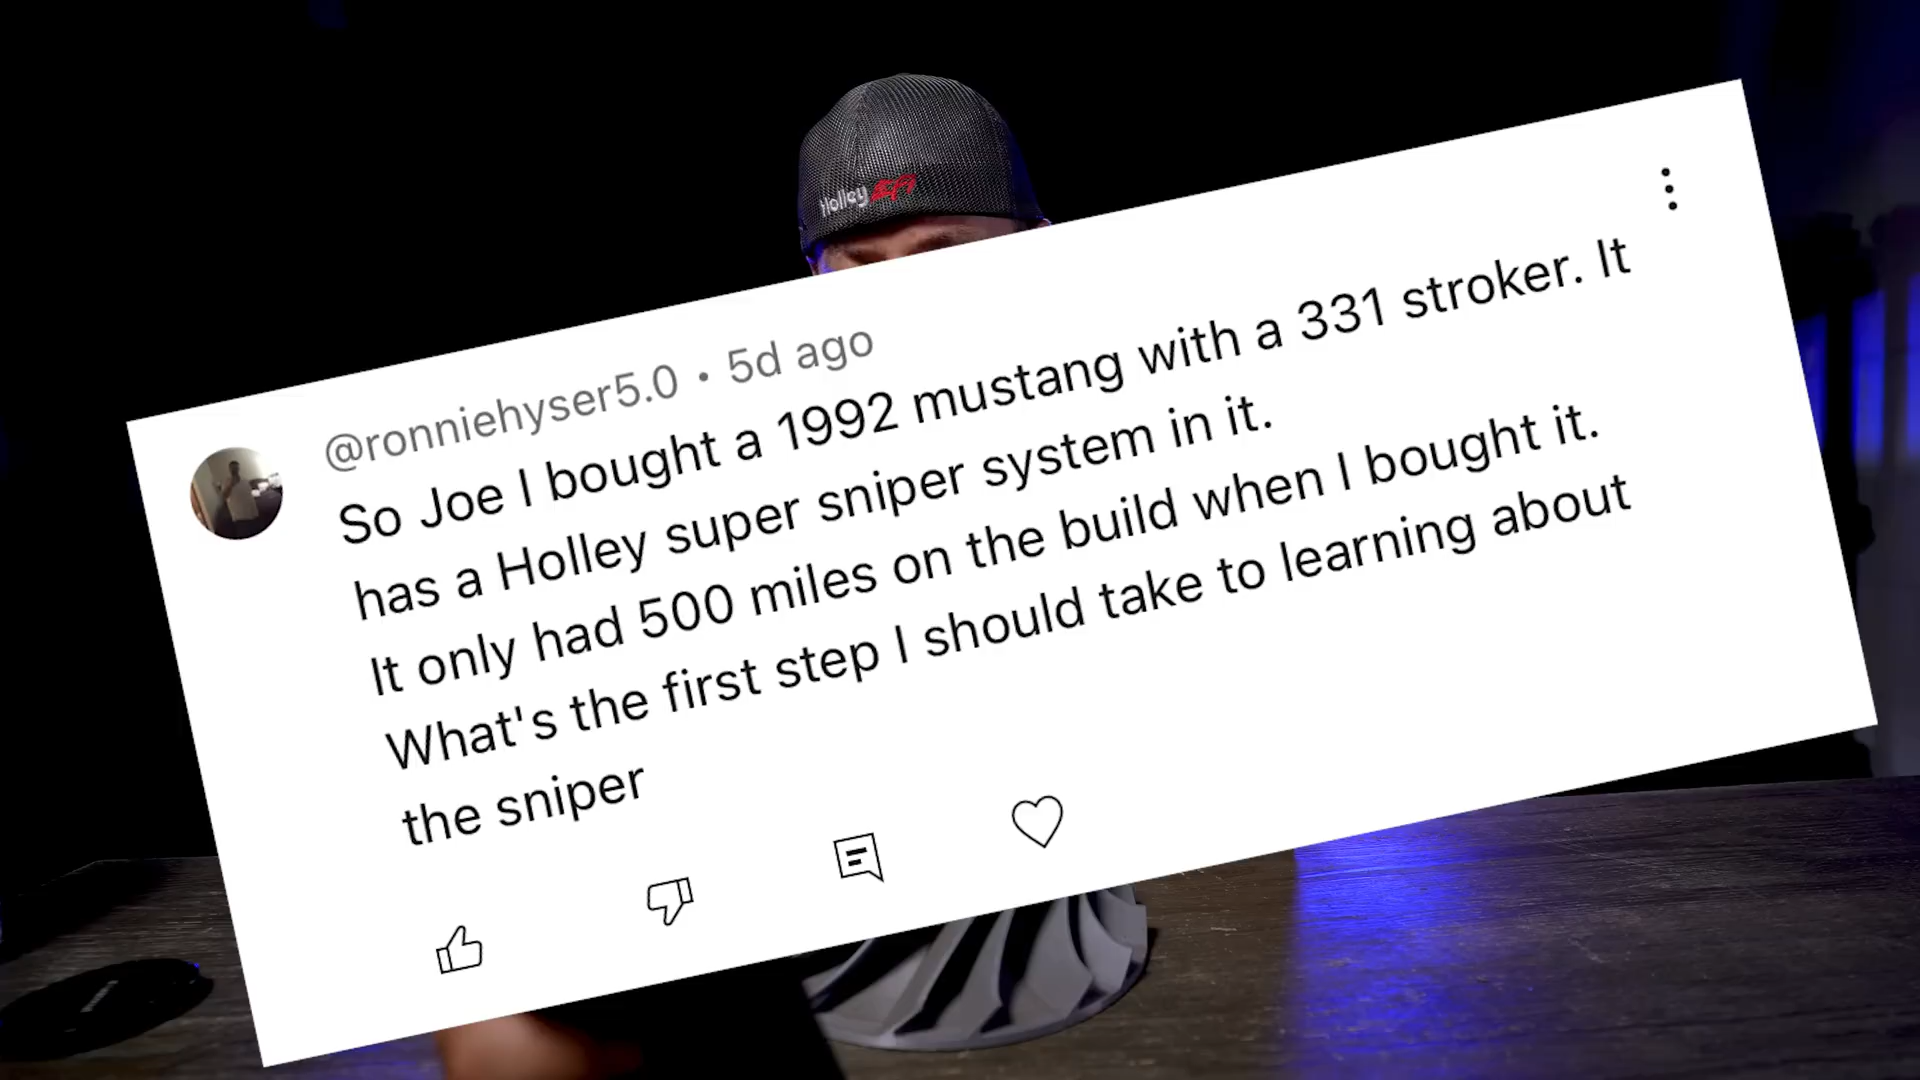 Holley EFI
@ronniehyser5.0 • 5d ago
So Joe I bought a 1992 mustang with a 331 stroker. It
has a Holley super sniper system in it.
It only had 500 miles on the build when I bought it.
What's the first step I should take to learning about
the sniper